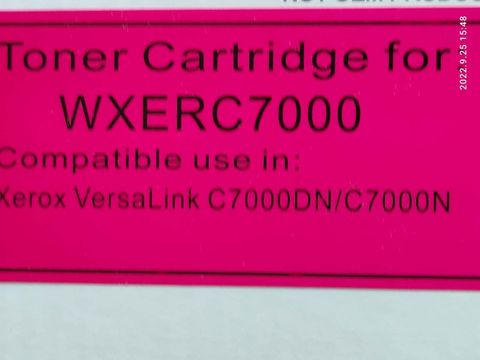 Toner Cartridge for
WXERC7000
Compatible use in:
Xerox VersaLink C7000DN/C7000N
2022.9.25 15:48